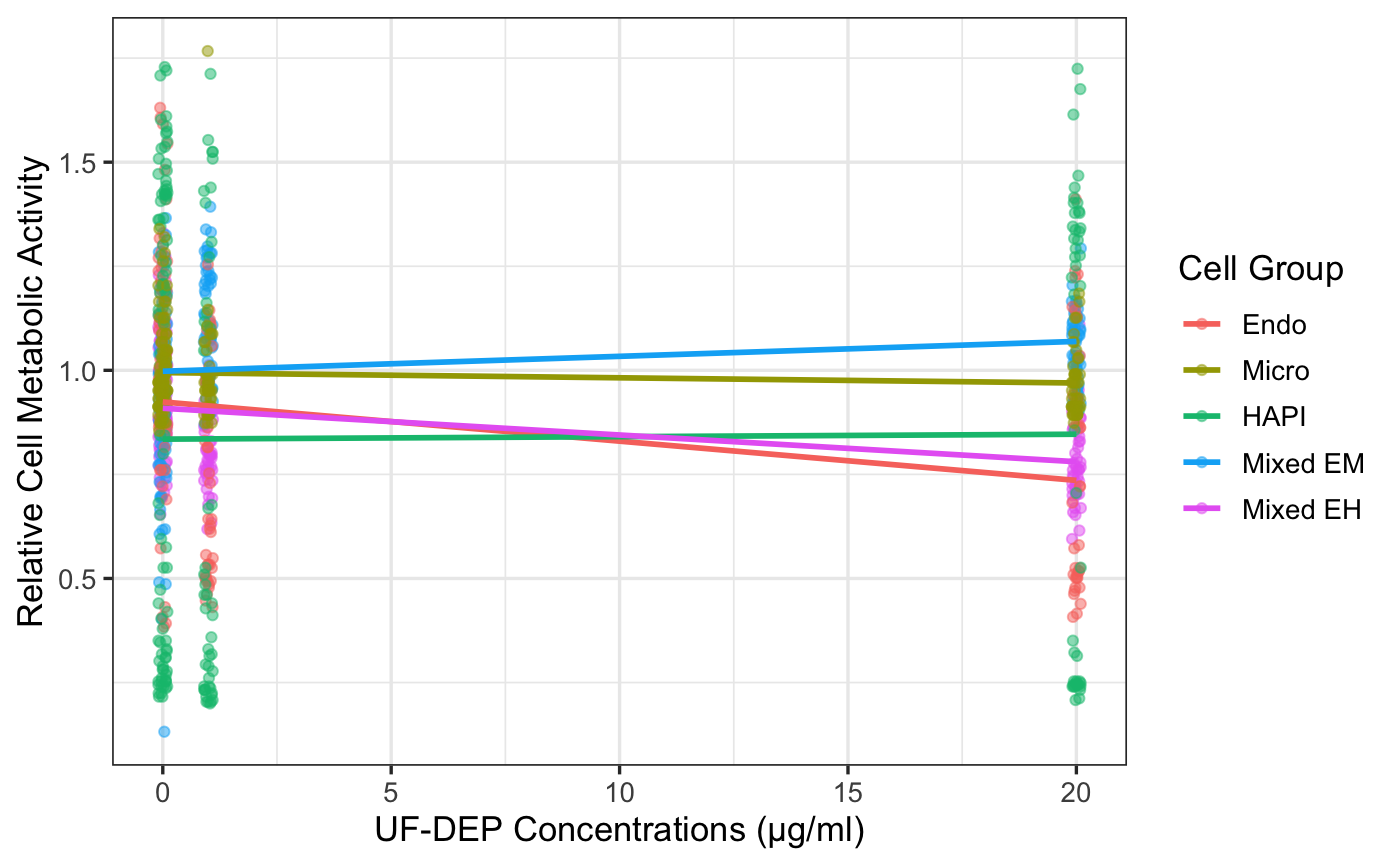 Relative Cell Metabolic Activity
1.5
1.0
0.5
0
5
10
15
20
UF-DEP Concentrations (µg/ml)
Cell Group
Endo
Micro
HAPI
Mixed EM
Mixed EH